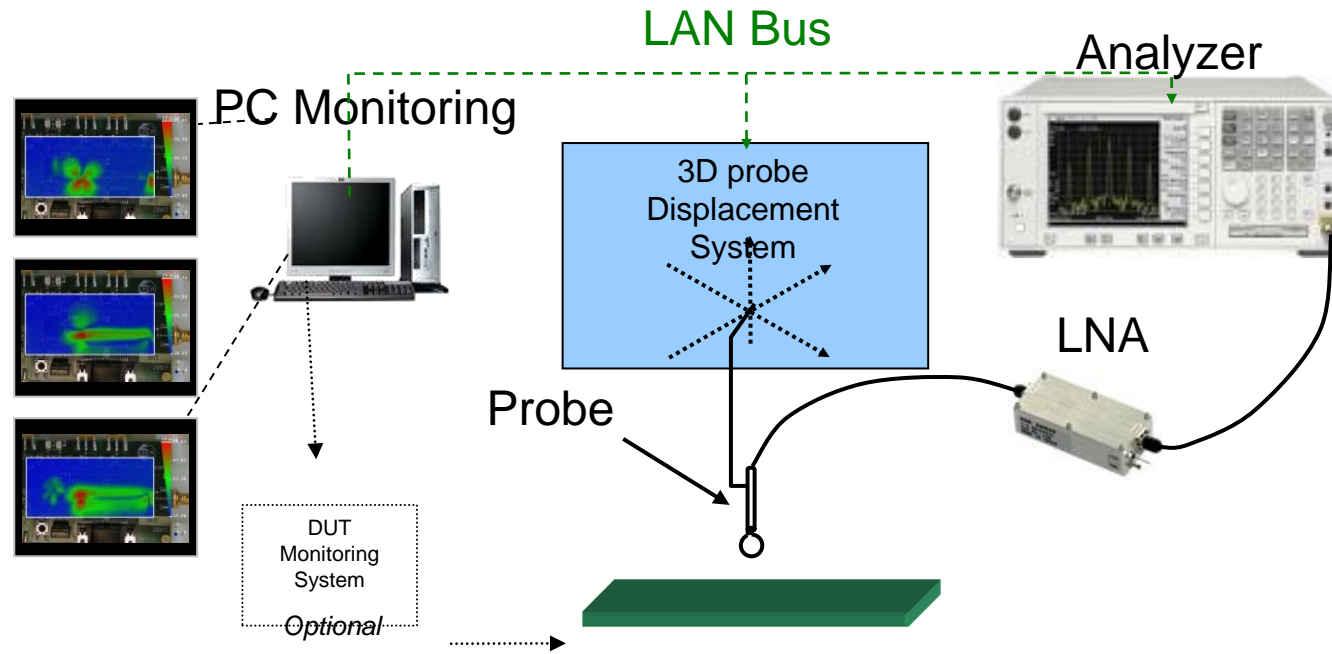 LAN Bus
Analyzer
PC Monitoring
3D probe
Displacement
System
LNA
Probe
DUT
Monitoring
System
Optional